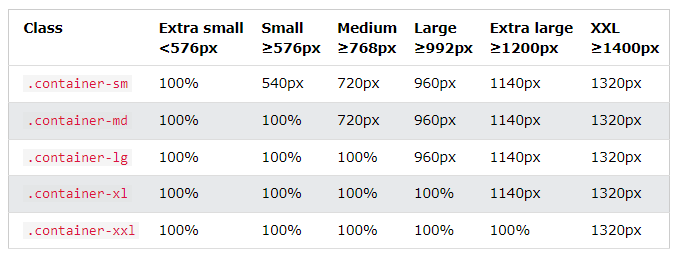 Class Extra small Small Medium Large Extra large XXL
<576px ≥576px ≥768px ≥992px ≥1200px ≥1400px
.container-sm 100% 540px 720px 960px 1140px 1320px
.container-md 100% 100% 720px 960px 1140px 1320px
.container-lg 100% 100% 100% 960px 1140px 1320px
.container-xl 100% 100% 100% 100% 1140px 1320px
.container-xxl 100% 100% 100% 100% 100% 1320px